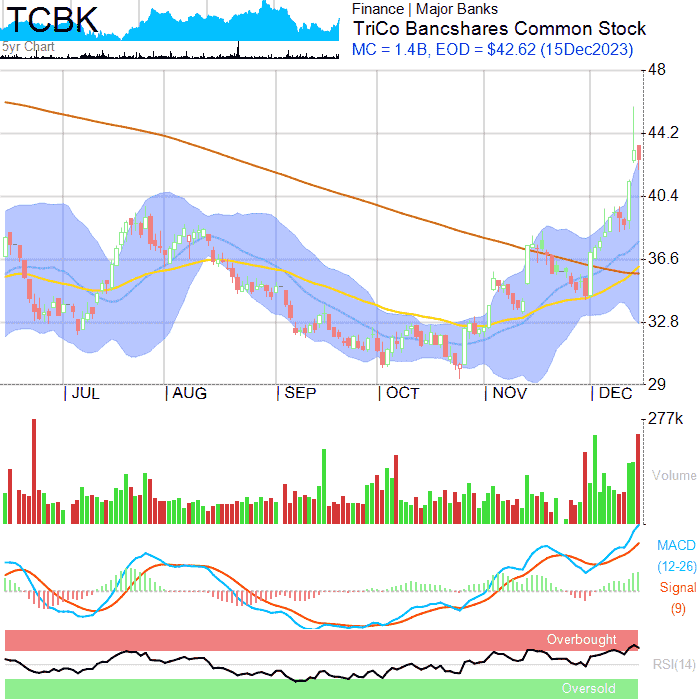 TCBK
5yr Chart
Finance | Major Banks
TriCo Bancshares Common Stock
MC = 1.4B, EOD = $42.62 (15Dec2023)
48
44.2
40.4
36.6
32.8
29
JUL AUG SEP OCT NOV DEC
277k
Volume
MACD
(12-26)
Signal
(9)
Overbought
RSI(14)
Oversold